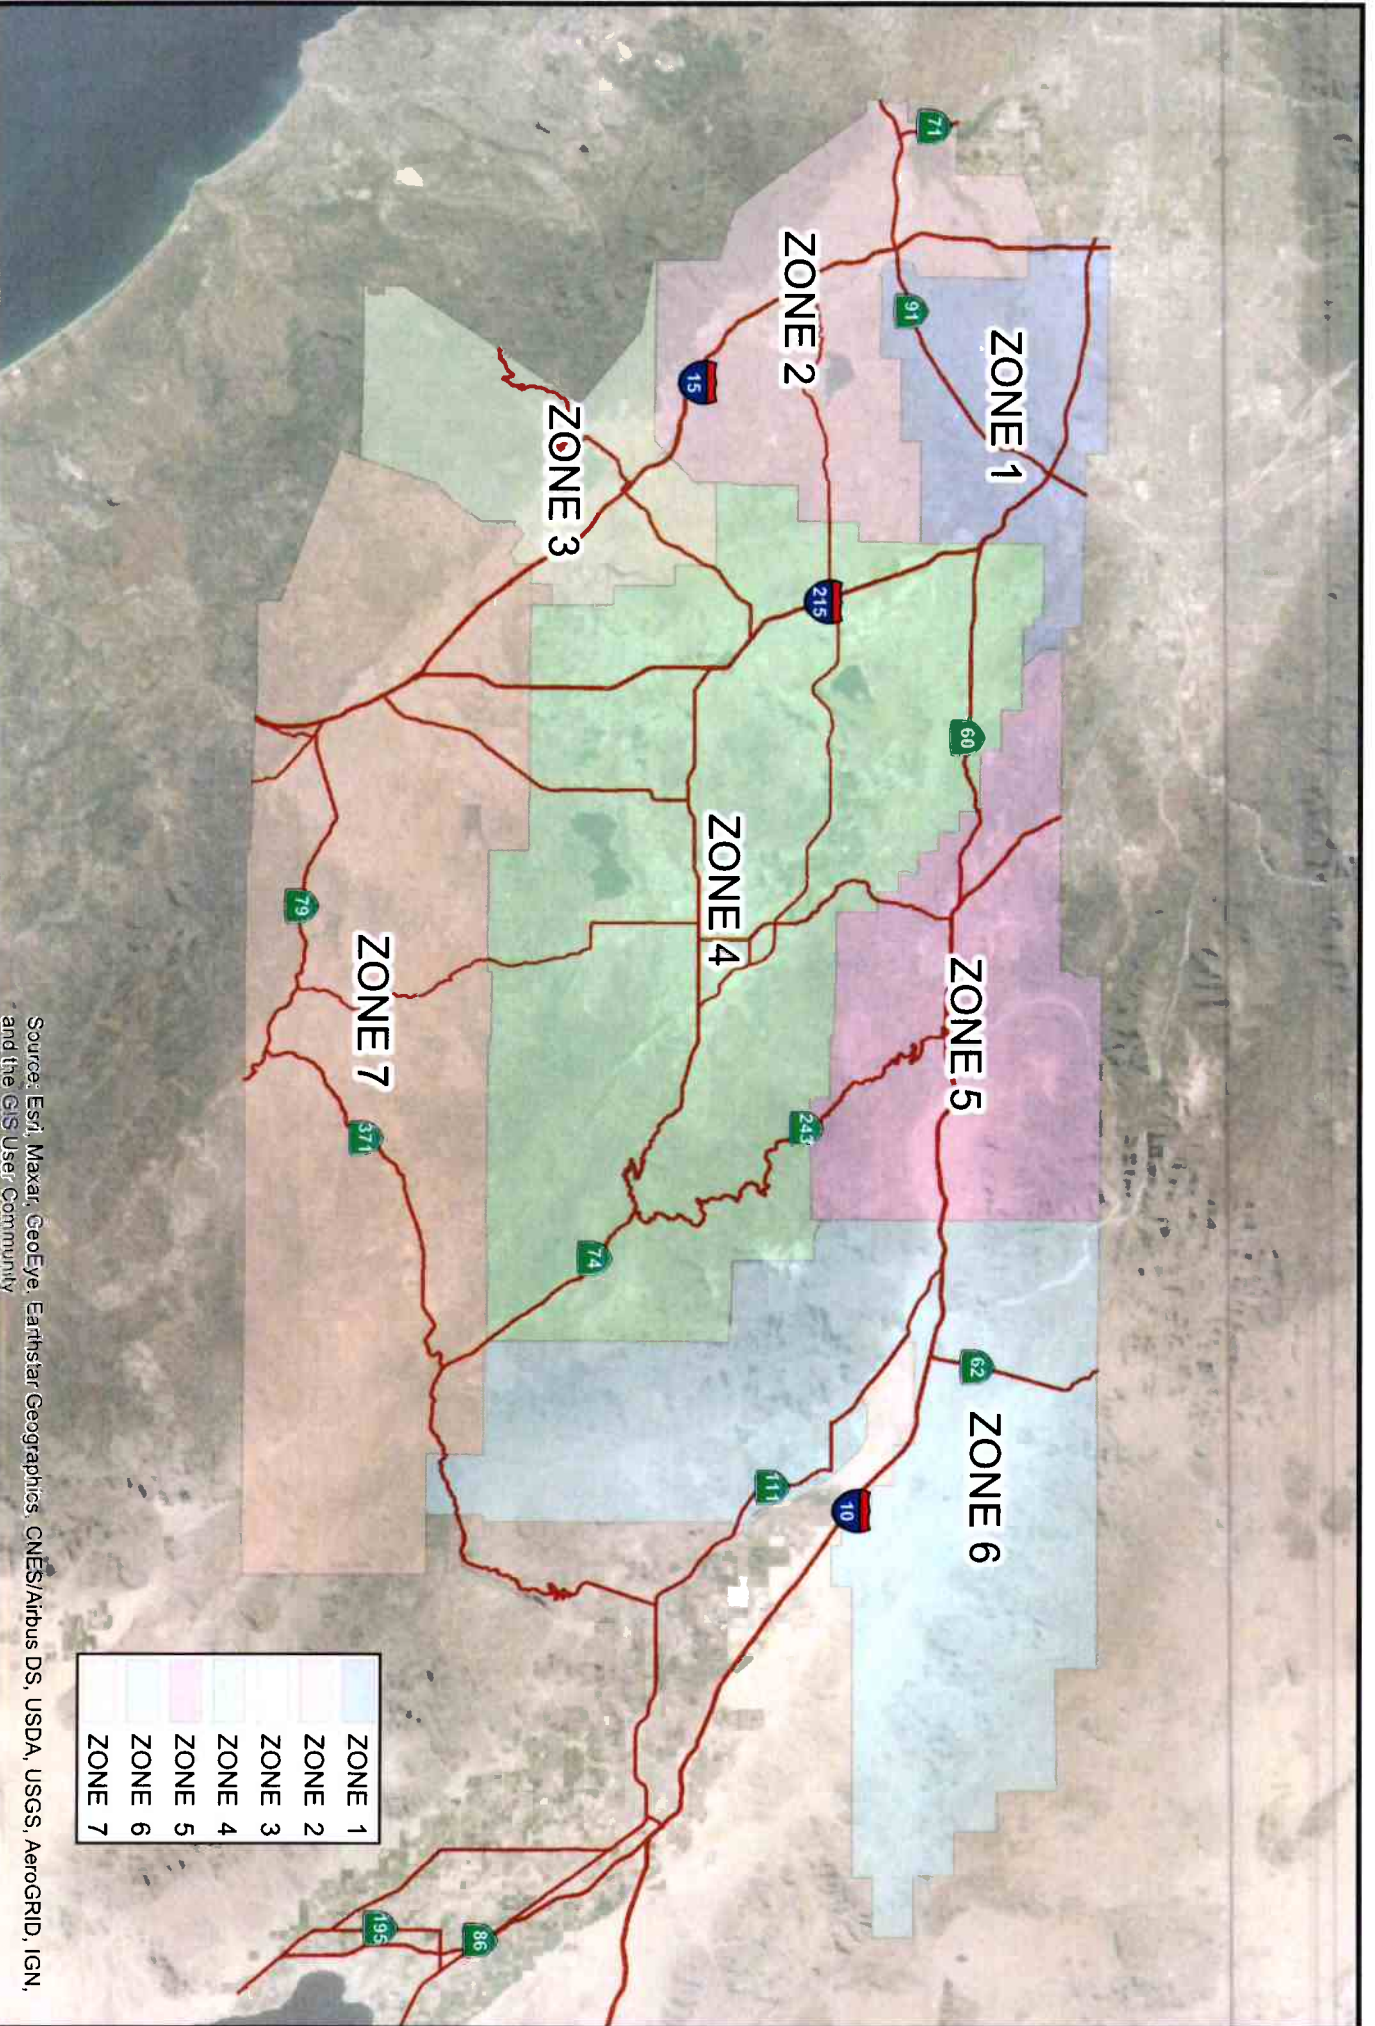 ZONE 1
ZONE 2
ZONE 3
ZONE 4
ZONE 5
ZONE 6
ZONE 7
71
91
15
215
60
79
371
243
74
62
111
10
195
86
ZONE 1
ZONE 2
ZONE 3
ZONE 4
ZONE 5
ZONE 6
ZONE 7
Source: Esri, Maxar, GeoEye, Earthstar Geographics, CNES/Airbus DS, USDA, USGS, AeroGRID, IGN,
and the GIS User Community